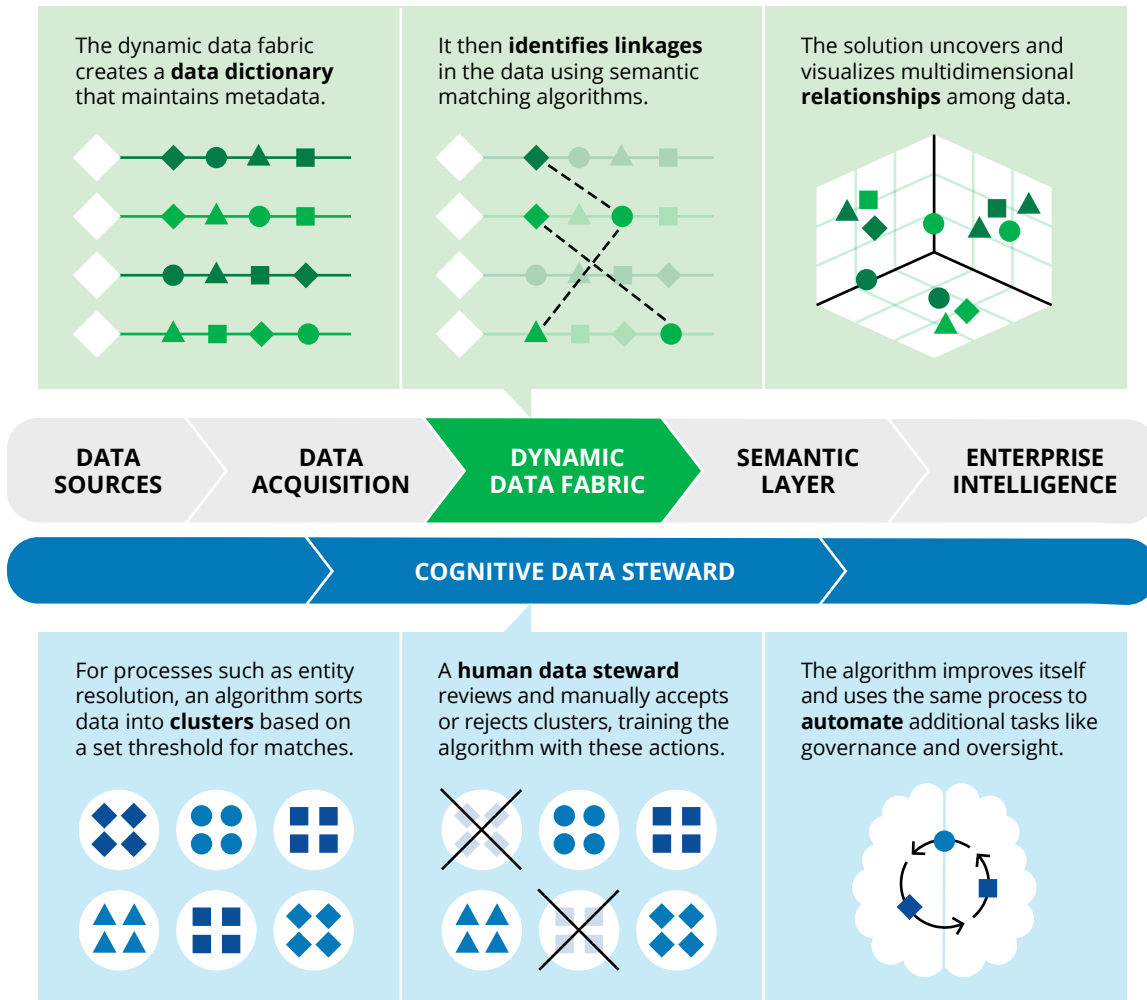 The dynamic data fabric
creates a data dictionary
that maintains metadata.
It then identifies linkages
in the data using semantic
matching algorithms.
The solution uncovers and
visualizes multidimensional
relationships among data.
DATA
SOURCES
DATA
ACQUISITION
DYNAMIC
DATA FABRIC
SEMANTIC
LAYER
ENTERPRISE
INTELLIGENCE
COGNITIVE DATA STEWARD
For processes such as entity
resolution, an algorithm sorts
data into clusters based on
a set threshold for matches.
A human data steward
reviews and manually accepts
or rejects clusters, training the
algorithm with these actions.
The algorithm improves itself
and uses the same process to
automate additional tasks like
governance and oversight.